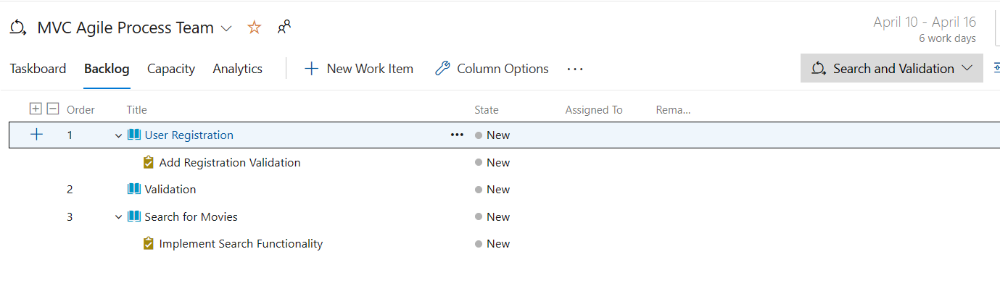 MVC Agile Process Team
April 10 - April 16
6 work days
Taskboard Backlog Capacity Analytics New Work Item Column Options ... Search and Validation
Order Title State Assigned To Rema...
1 User Registration ... New
Add Registration Validation New
2 Validation New
3 Search for Movies New
Implement Search Functionality New